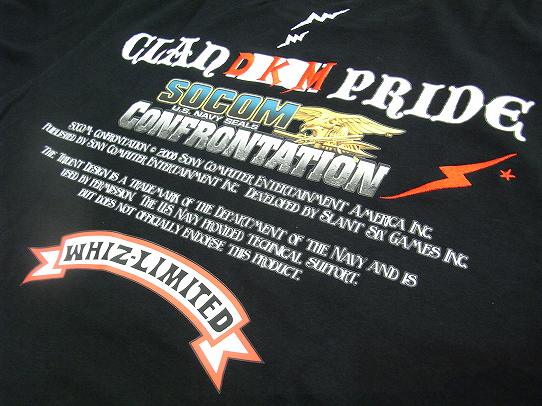 CLAN DKM PRIDE
SOCOM
U.S. NAVY SEALS
CONFRONTATION
SOCOM: CONFRONTATION © 2008 SONY COMPUTER ENTERTAINMENT AMERICA INC.
PUBLISHED BY SONY COMPUTER ENTERTAINMENT INC. DEVELOPED BY SLANT SIX GAMES INC.
THE TRIDENT DESIGN IS A TRADEMARK OF THE DEPARTMENT OF THE NAVY AND IS
USED BY PERMISSION. THE U.S NAVY PROVIDED TECHNICAL SUPPORT,
BUT DOES NOT OFFICIALLY ENDORSE THIS PRODUCT.
WHIZ-LIMITED